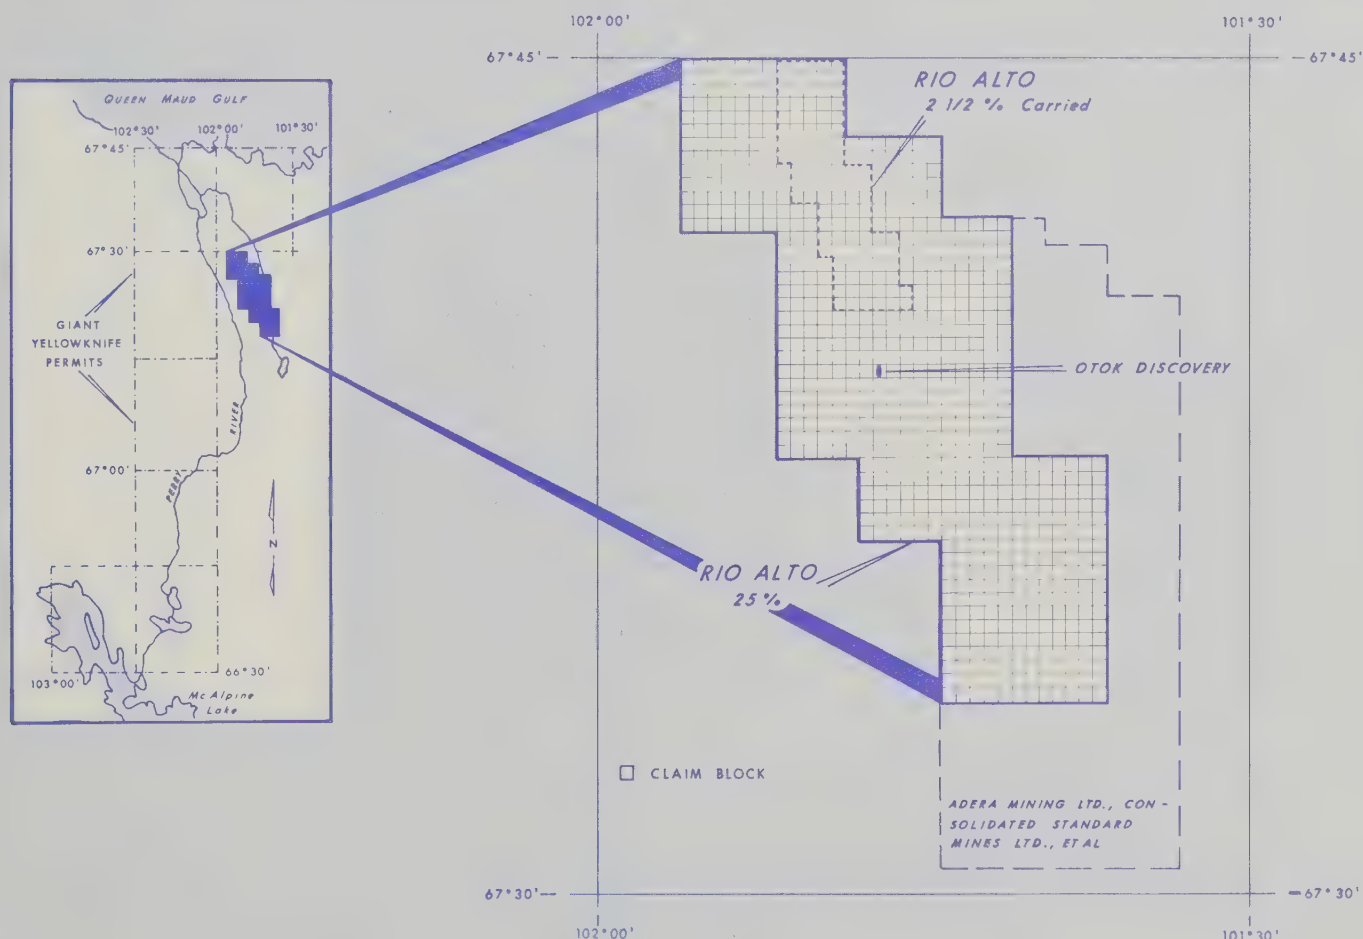 QUEEN MAUD GULF
102°30' 102°00' 101°30'
67°45'
67°30'
GIANT
YELLOWKNIFE
PERMITS
RIVER
PERRY
67°00'
N
66°30'
103°00'
Mc Alpine
Lake
102°00' 101°30'
67°45' 67°45'
RIO ALTO
2 1/2 % Carried
OTOK DISCOVERY
RIO ALTO
25 %
CLAIM BLOCK
ADERA MINING LTD., CON -
SOLIDATED STANDARD
MINES LTD., ET AL
67°30' 67°30'
102°00' 101°30'